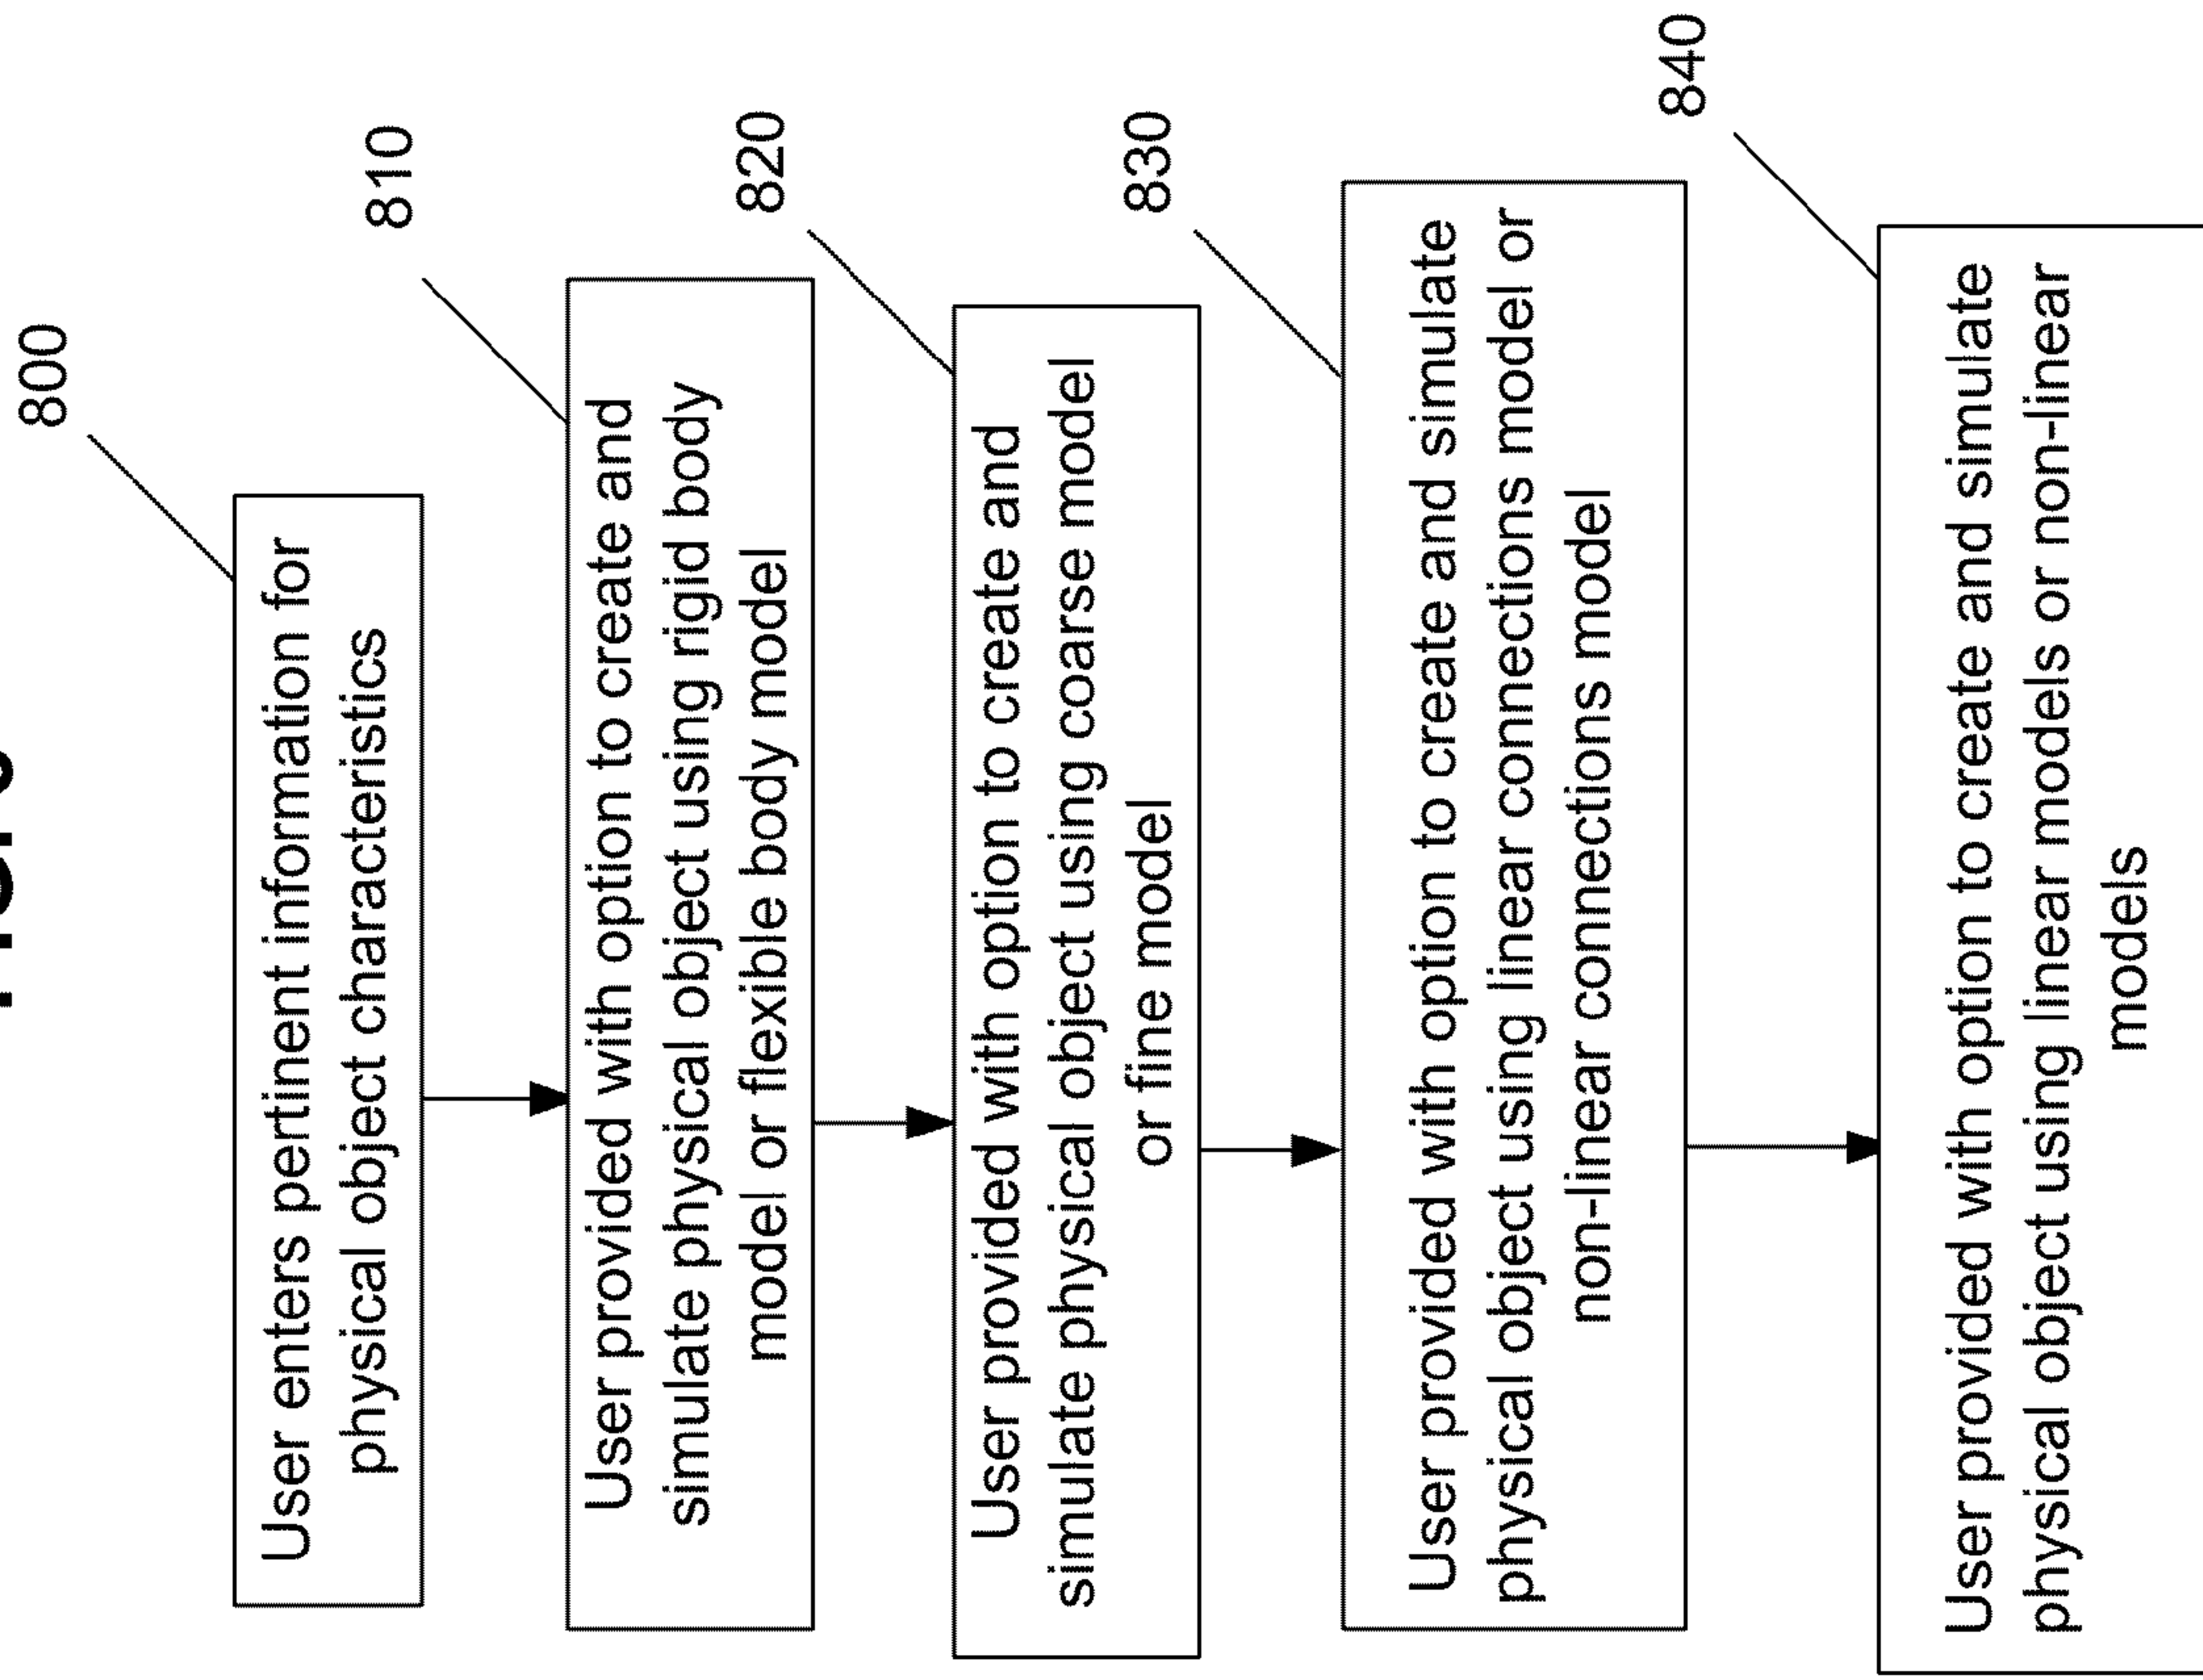 800
User enters pertinent information for
physical object characteristics
810
User provided with option to create and
simulate physical object using rigid body
model or flexible body model
820
User provided with option to create and
simulate physical object using coarse model
or fine model
830
User provided with option to create and simulate
physical object using linear connections model or
non-linear connections model
840
User provided with option to create and simulate
physical object using linear models or non-linear
models